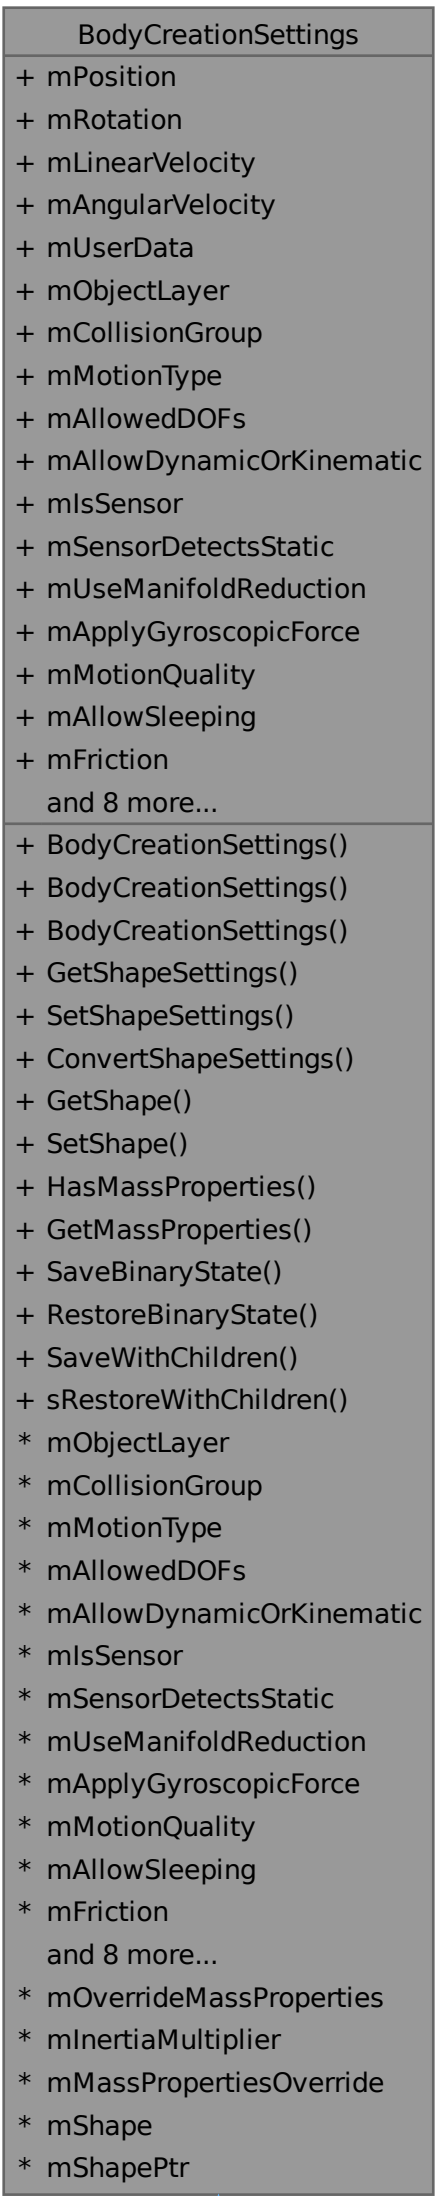 BodyCreationSettings
+ mPosition
+ mRotation
+ mLinearVelocity
+ mAngularVelocity
+ mUserData
+ mObjectLayer
+ mCollisionGroup
+ mMotionType
+ mAllowedDOFs
+ mAllowDynamicOrKinematic
+ mIsSensor
+ mSensorDetectsStatic
+ mUseManifoldReduction
+ mApplyGyroscopicForce
+ mMotionQuality
+ mAllowSleeping
+ mFriction
and 8 more...
+ BodyCreationSettings()
+ BodyCreationSettings()
+ BodyCreationSettings()
+ GetShapeSettings()
+ SetShapeSettings()
+ ConvertShapeSettings()
+ GetShape()
+ SetShape()
+ HasMassProperties()
+ GetMassProperties()
+ SaveBinaryState()
+ RestoreBinaryState()
+ SaveWithChildren()
+ sRestoreWithChildren()
* mObjectLayer
* mCollisionGroup
* mMotionType
* mAllowedDOFs
* mAllowDynamicOrKinematic
* mIsSensor
* mSensorDetectsStatic
* mUseManifoldReduction
* mApplyGyroscopicForce
* mMotionQuality
* mAllowSleeping
* mFriction
and 8 more...
* mOverrideMassProperties
* mInertiaMultiplier
* mMassPropertiesOverride
* mShape
* mShapePtr